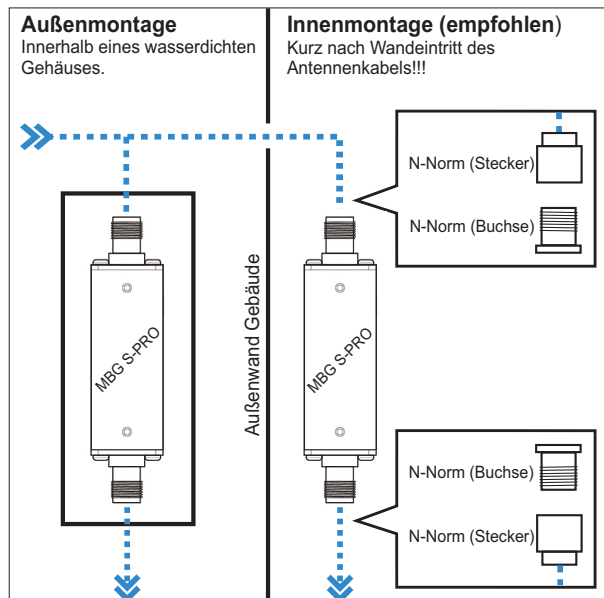 Außenmontage
Innerhalb eines wasserdichten
Gehäuses.
Innenmontage (empfohlen)
Kurz nach Wandeintritt des
Antennenkabels!!!
N-Norm (Stecker)
N-Norm (Buchse)
MBG S-PRO
Außenwand Gebäude
MBG S-PRO
N-Norm (Buchse)
N-Norm (Stecker)